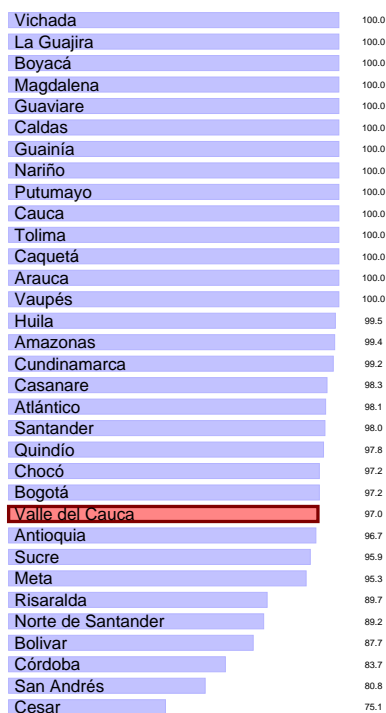 Vichada 100.0
La Guajira 100.0
Boyacá 100.0
Magdalena 100.0
Guaviare 100.0
Caldas 100.0
Guainía 100.0
Nariño 100.0
Putumayo 100.0
Cauca 100.0
Tolima 100.0
Caquetá 100.0
Arauca 100.0
Vaupés 100.0
Huila 99.5
Amazonas 99.4
Cundinamarca 99.2
Casanare 98.3
Atlántico 98.1
Santander 98.0
Quindío 97.8
Chocó 97.2
Bogotá 97.2
Valle del Cauca 97.0
Antioquia 96.7
Sucre 95.9
Meta 95.3
Risaralda 89.7
Norte de Santander 89.2
Bolivar 87.7
Córdoba 83.7
San Andrés 80.8
Cesar 75.1